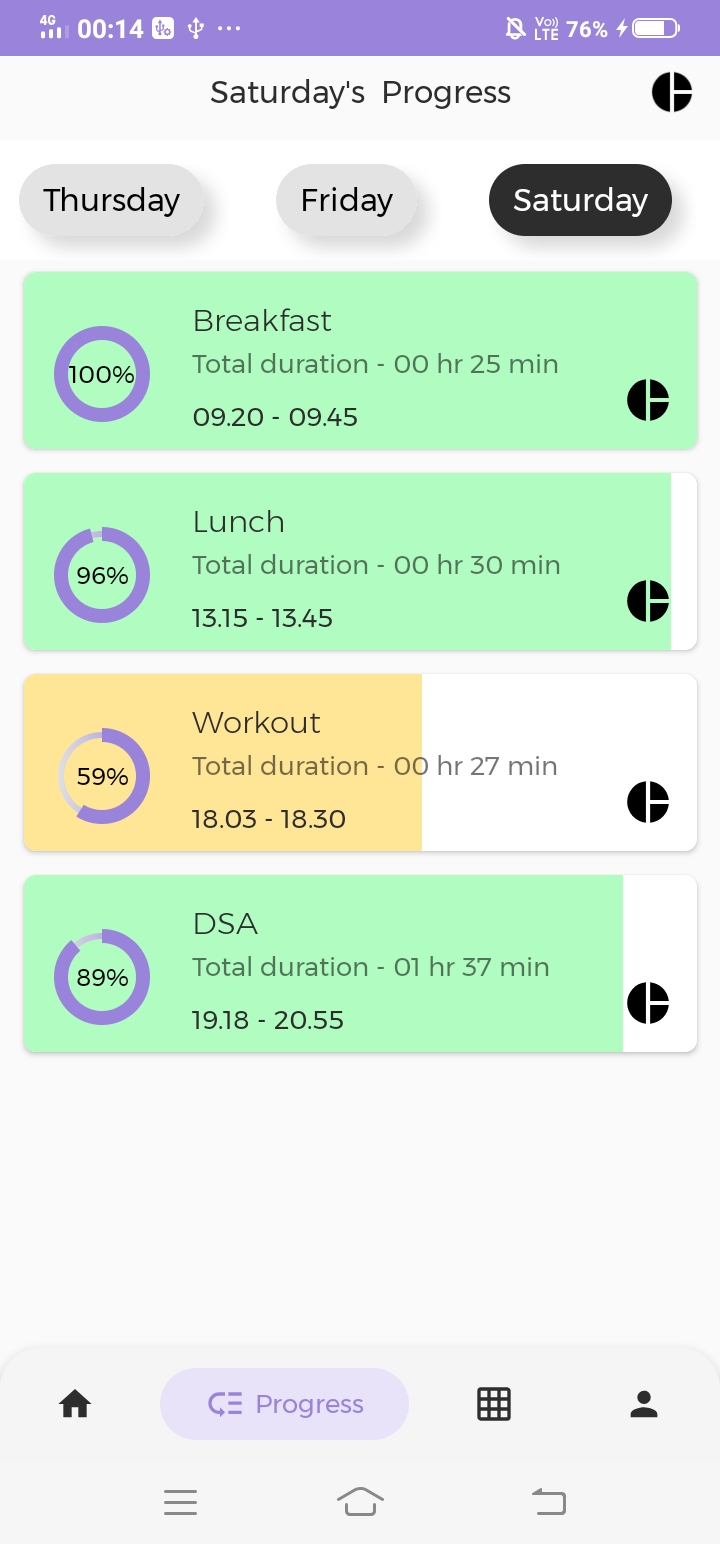 4G 00:14 ... Vo)) LTE 76%
Saturday's Progress
Thursday Friday Saturday
Breakfast
Total duration - 00 hr 25 min
100%
09.20 - 09.45
Lunch
Total duration - 00 hr 30 min
96%
13.15 - 13.45
Workout
Total duration - 00 hr 27 min
59%
18.03 - 18.30
DSA
Total duration - 01 hr 37 min
89%
19.18 - 20.55
Progress